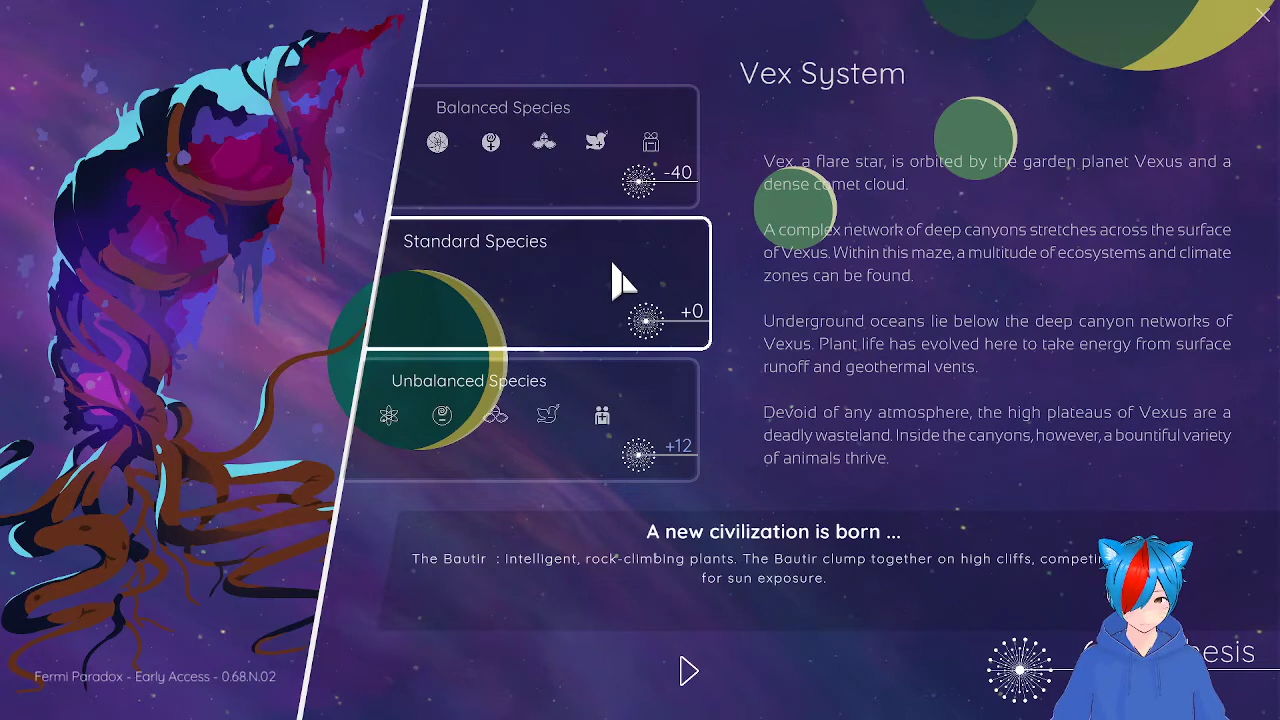 Vex System
Balanced Species
-40
Standard Species
+0
Unbalanced Species
+12
Vex, a flare star, is orbited by the garden planet Vexus and a
dense comet cloud.
A complex network of deep canyons stretches across the surface
of Vexus. Within this maze, a multitude of ecosystems and climate
zones can be found.
Underground oceans lie below the deep canyon networks of
Vexus. Plant life has evolved here to take energy from surface
runoff and geothermal vents.
Devoid of any atmosphere, the high plateaus of Vexus are a
deadly wasteland. Inside the canyons, however, a bountiful variety
of animals thrive.
A new civilization is born ...
The Bautir : Intelligent, rock-climbing plants. The Bautir clump together on high cliffs,
for sun exposure.
Fermi Paradox - Early Access - 0.68.N.02